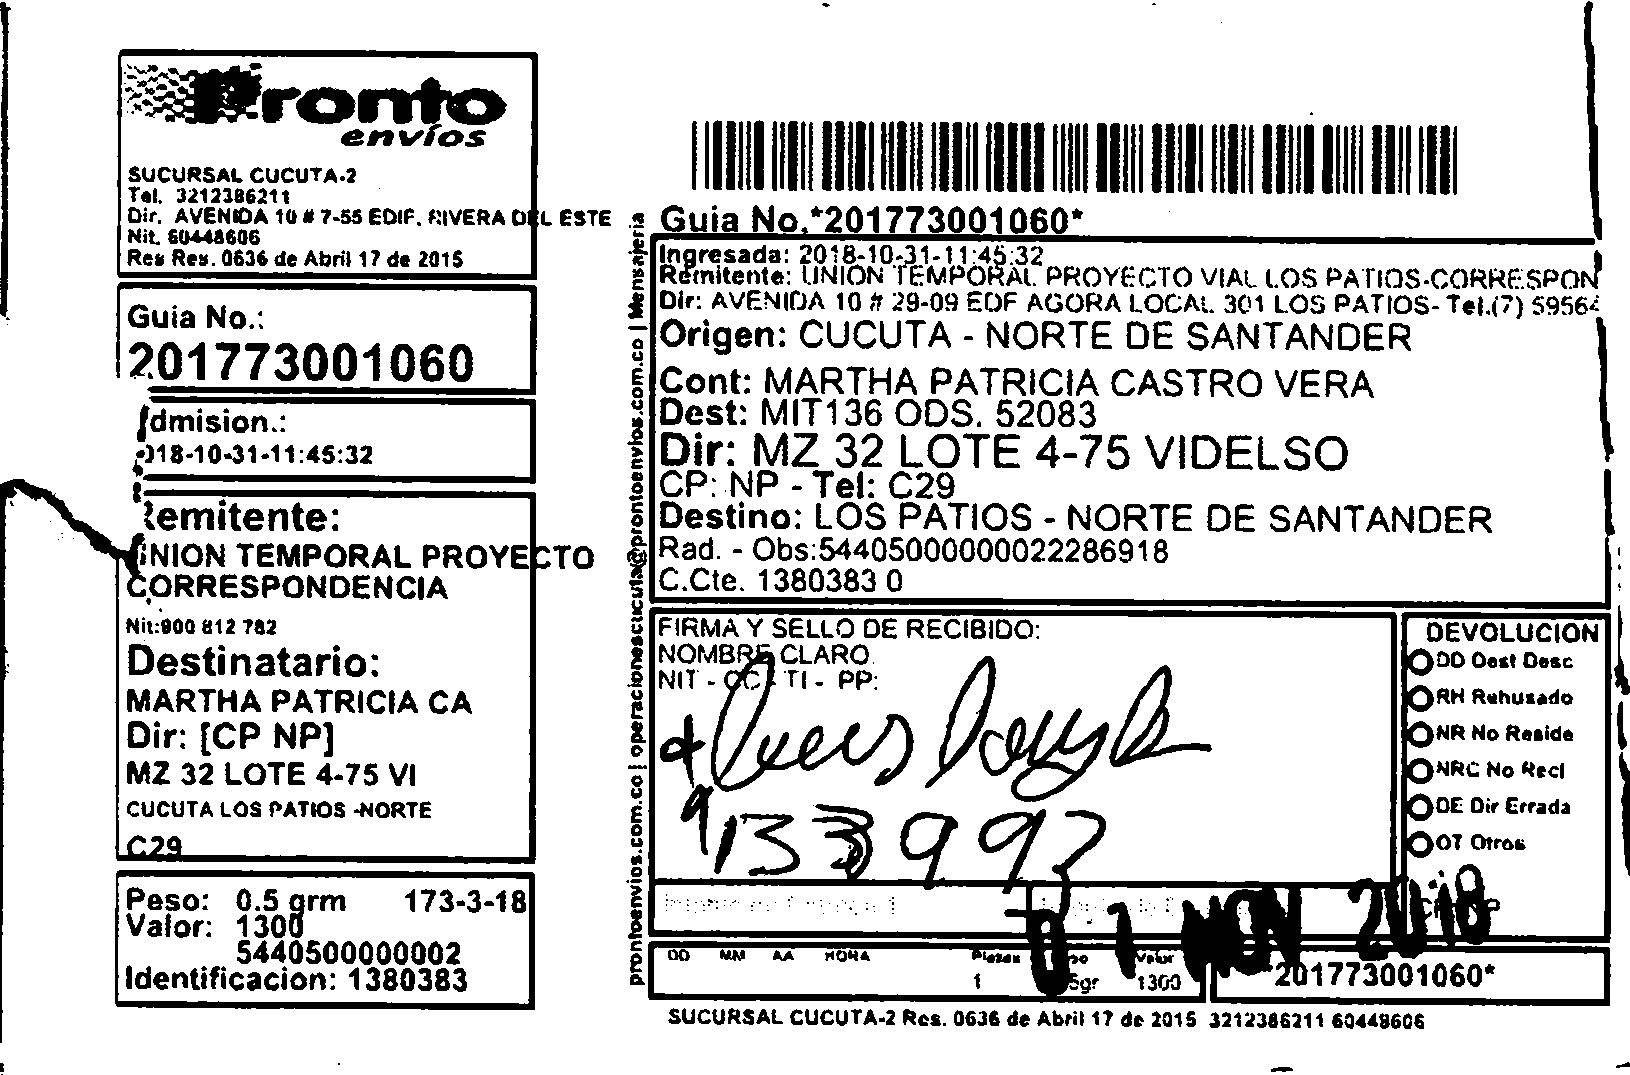 Pronto
envíos
SUCURSAL CUCUTA-2
Tel. 3212386211
Dir. AVENIDA 10 # 7-55 EDIF. RIVERA DEL ESTE
Nit. 60448606
Res Res. 0636 de Abril 17 de 2015
Guia No.:
201773001060
dmision.:
018-10-31-11:45:32
Remitente:
UNION TEMPORAL PROYECTO
CORRESPONDENCIA
Nit:900 812 782
Destinatario:
MARTHA PATRICIA CA
Dir: [CP NP]
MZ 32 LOTE 4-75 VI
CUCUTA LOS PATIOS -NORTE
C29
Peso: 0.5 grm 173-3-18
Valor: 1300
5440500000002
Identificacion: 1380383
prontoenvios.com.co | operacionescucuta@prontoenvios.com.co | Mensajeria
Guia No.*201773001060*
Ingresada: 2018-10-31-11:45:32
Remitente: UNION TEMPORAL PROYECTO VIAL LOS PATIOS-CORRESPON
Dir: AVENIDA 10 # 29-09 EDF AGORA LOCAL 301 LOS PATIOS- Tel.(7) 59564
Origen: CUCUTA - NORTE DE SANTANDER
Cont: MARTHA PATRICIA CASTRO VERA
Dest: MIT136 ODS. 52083
Dir: MZ 32 LOTE 4-75 VIDELSO
CP: NP - Tel: C29
Destino: LOS PATIOS - NORTE DE SANTANDER
Rad. - Obs:54405000000022286918
C.Cte. 1380383 0
FIRMA Y SELLO DE RECIBIDO:
NOMBRE CLARO
NIT - CC - TI - PP:
DEVOLUCION
DD Dest Desc
RH Rehusado
NR No Reside
NRC No Recl
DE Dir Errada
OT Otros
01 NOV 2018
DD MM AA HORA Piezas Valor
1 5gr 1300
*201773001060*
SUCURSAL CUCUTA-2 Res. 0636 de Abril 17 de 2015 3212386211 60448606